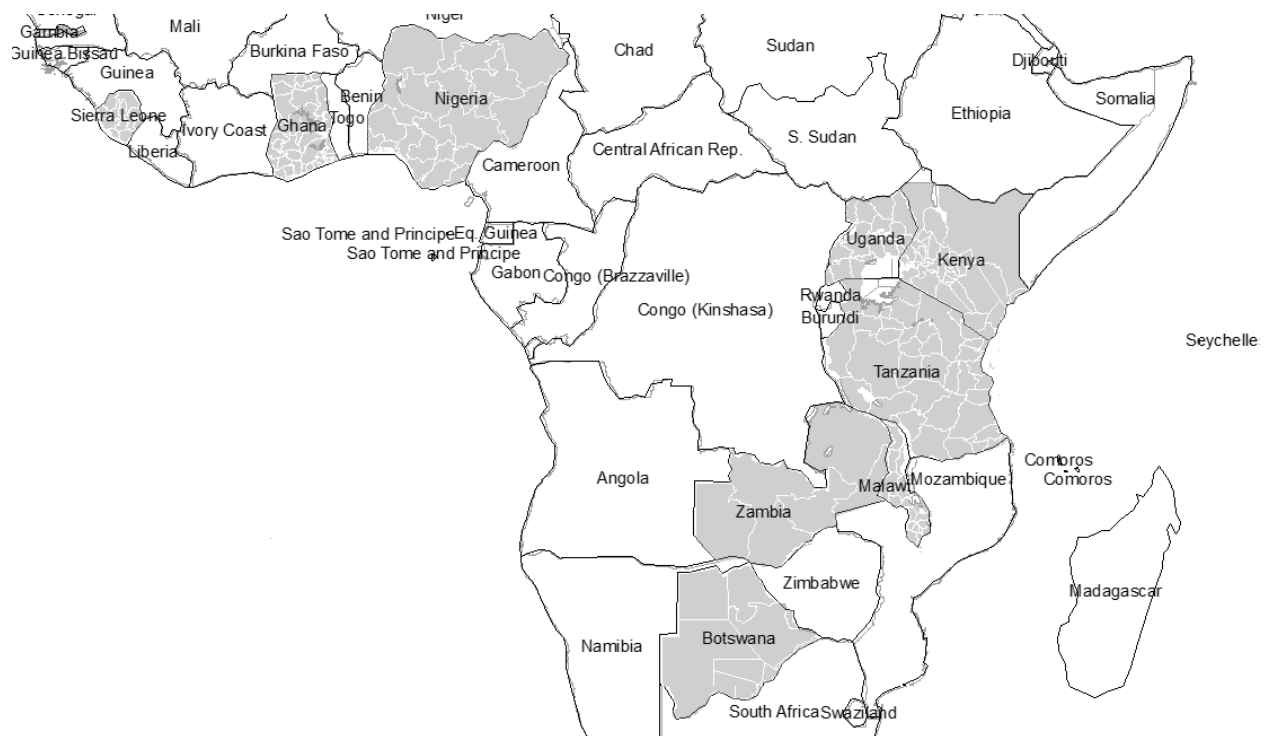 Senegal
Niger
Mali
Gambia
Sudan
Chad
Burkina Faso
Guinea Bissau
Djibouti
Guinea
Benin
Nigeria
Somalia
Sierra Leone
Togo
Ethiopia
Ivory Coast
Ghana
S. Sudan
Liberia
Central African Rep.
Cameroon
Sao Tome and Principe
Eq. Guinea
Uganda
Sao Tome and Principe
Kenya
Gabon
Congo (Brazzaville)
Rwanda
Congo (Kinshasa)
Burundi
Seychelle
Tanzania
Comoros
Angola
Malawi
Mozambique
Comoros
Zambia
Zimbabwe
Madagascar
Botswana
Namibia
South Africa
Swaziland